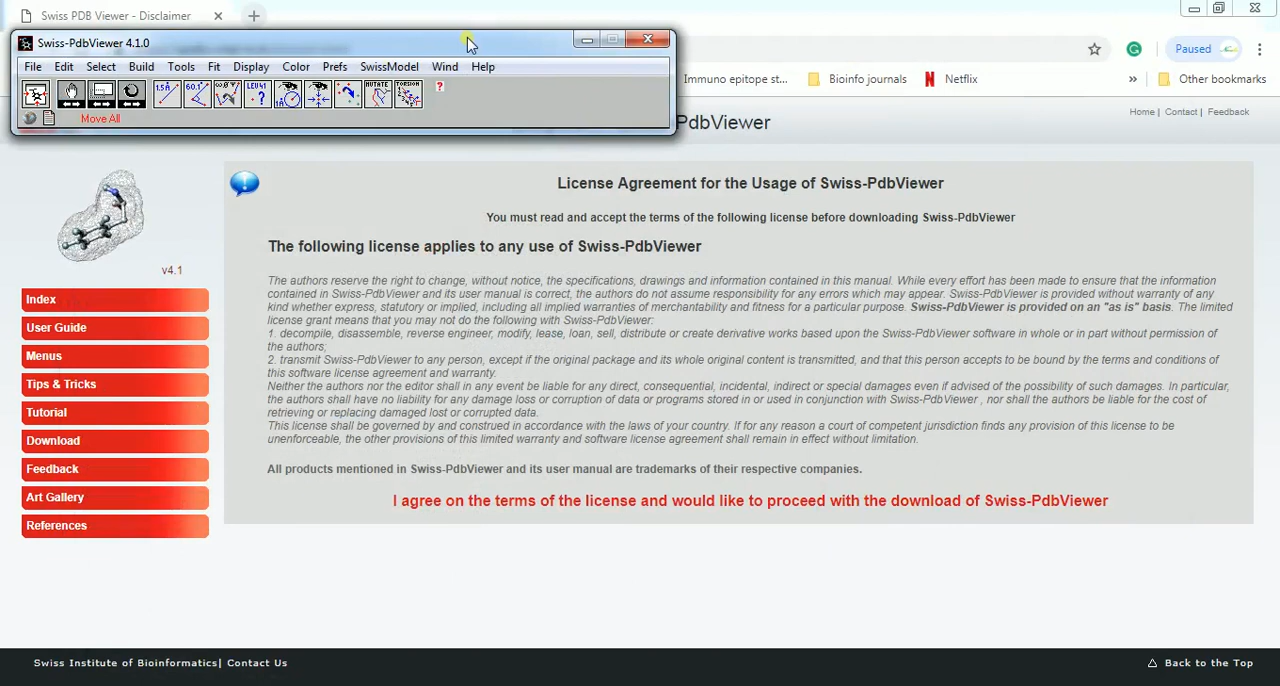 Swiss PDB Viewer - Disclaimer
Swiss-PdbViewer 4.1.0
File Edit Select Build Tools Fit Display Color Prefs SwissModel Wind Help
1.5Å 60.1° LEU41 ? 1Å MUTATE TORSION ?
Move All
Paused
Immuno epitope st...
Bioinfo journals
Netflix
»
Other bookmarks
PdbViewer
Home | Contact | Feedback
v4.1
Index
User Guide
Menus
Tips & Tricks
Tutorial
Download
Feedback
Art Gallery
References
License Agreement for the Usage of Swiss-PdbViewer
You must read and accept the terms of the following license before downloading Swiss-PdbViewer
The following license applies to any use of Swiss-PdbViewer
The authors reserve the right to change, without notice, the specifications, drawings and information contained in this manual. While every effort has been made to ensure that the information
contained in Swiss-PdbViewer and its user manual is correct, the authors do not assume responsibility for any errors which may appear. Swiss-PdbViewer is provided without warranty of any
kind whether express, statutory or implied, including all implied warranties of merchantability and fitness for a particular purpose. Swiss-PdbViewer is provided on an "as is" basis. The limited
license grant means that you may not do the following with Swiss-PdbViewer:
1. decompile, disassemble, reverse engineer, modify, lease, loan, sell, distribute or create derivative works based upon the Swiss-PdbViewer software in whole or in part without permission of
the authors;
2. transmit Swiss-PdbViewer to any person, except if the original package and its whole original content is transmitted, and that this person accepts to be bound by the terms and conditions of
this software license agreement and warranty.
Neither the authors nor the editor shall in any event be liable for any direct, consequential, incidental, indirect or special damages even if advised of the possibility of such damages. In particular,
the authors shall have no liability for any damage loss or corruption of data or programs stored in or used in conjunction with Swiss-PdbViewer , nor shall the authors be liable for the cost of
retrieving or replacing damaged lost or corrupted data.
This license shall be governed by and construed in accordance with the laws of your country. If for any reason a court of competent jurisdiction finds any provision of this license to be
unenforceable, the other provisions of this limited warranty and software license agreement shall remain in effect without limitation.
All products mentioned in Swiss-PdbViewer and its user manual are trademarks of their respective companies.
I agree on the terms of the license and would like to proceed with the download of Swiss-PdbViewer
Swiss Institute of Bioinformatics| Contact Us
Back to the Top